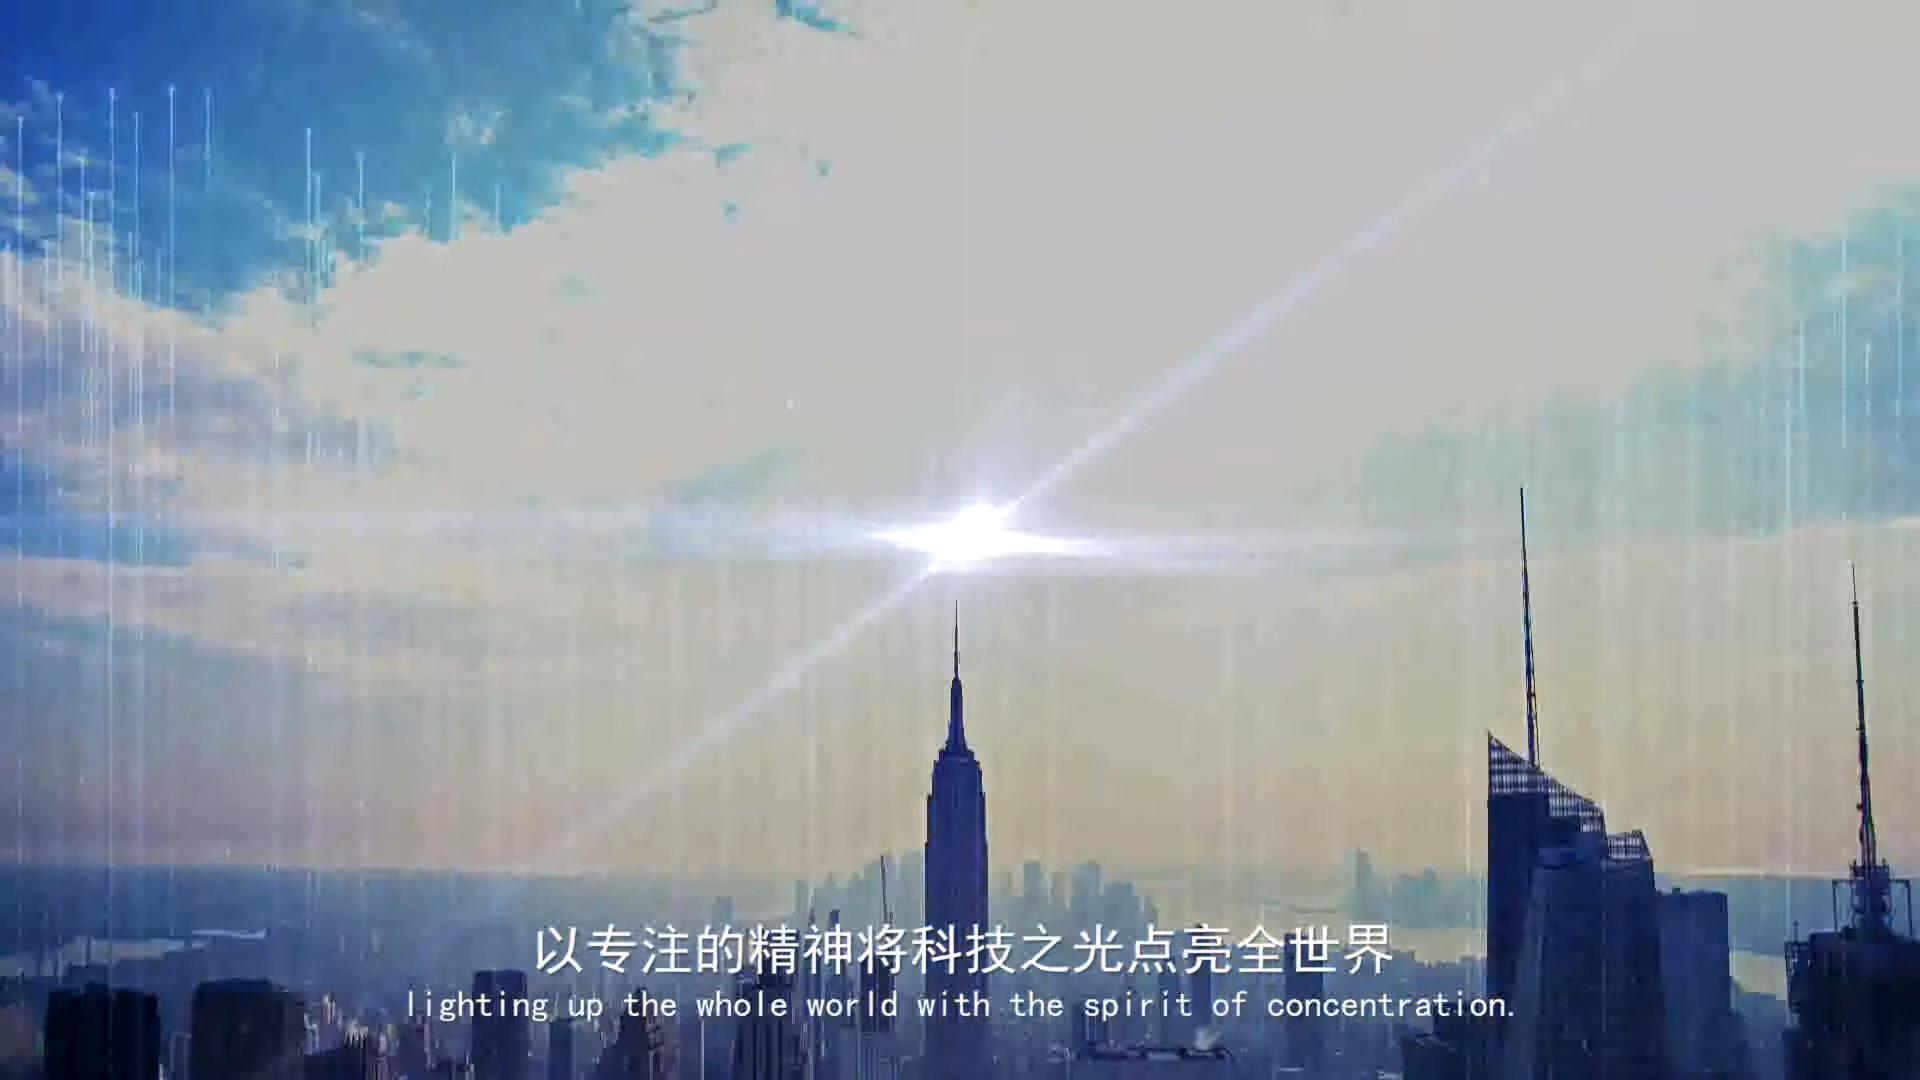 以专注的精神将科技之光点亮全世界
lighting up the whole world with the spirit of concentration.